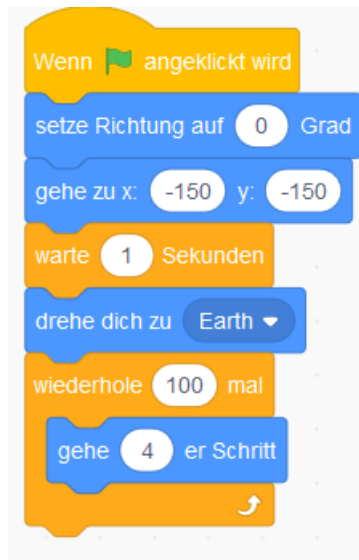 Wenn angeklickt wird
setze Richtung auf 0 Grad
gehe zu x: -150 y: -150
warte 1 Sekunden
drehe dich zu Earth
wiederhole 100 mal
gehe 4 er Schritt